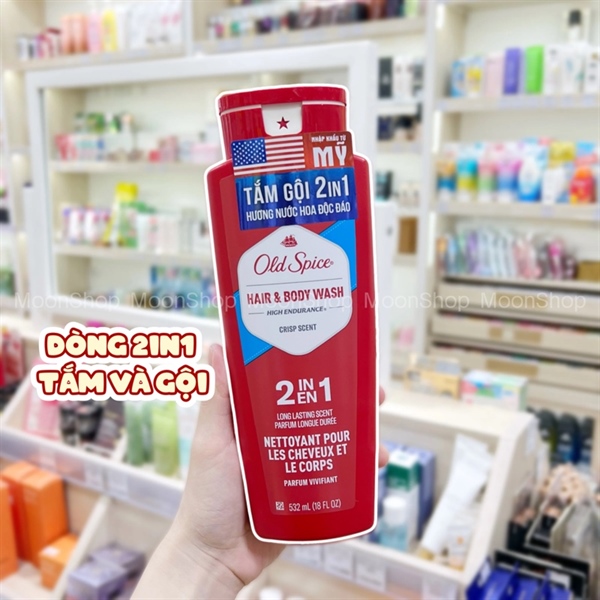 NHẬP KHẨU TỪ
MỸ
TẮM GỘI 2IN1
HƯƠNG NƯỚC HOA ĐỘC ĐÁO
Old Spice
HAIR & BODY WASH
HIGH ENDURANCE
CRISP SCENT
MoonShop MoonShop MoonShop MoonShop
DÒNG 2IN1
TẮM VÀ GỘI
2 IN EN 1
LONG LASTING SCENT
PARFUM LONGUE DURÉE
NETTOYANT POUR
LES CHEVEUX ET
LE CORPS
PARFUM VIVIFIANT
532 mL (18 FL OZ)